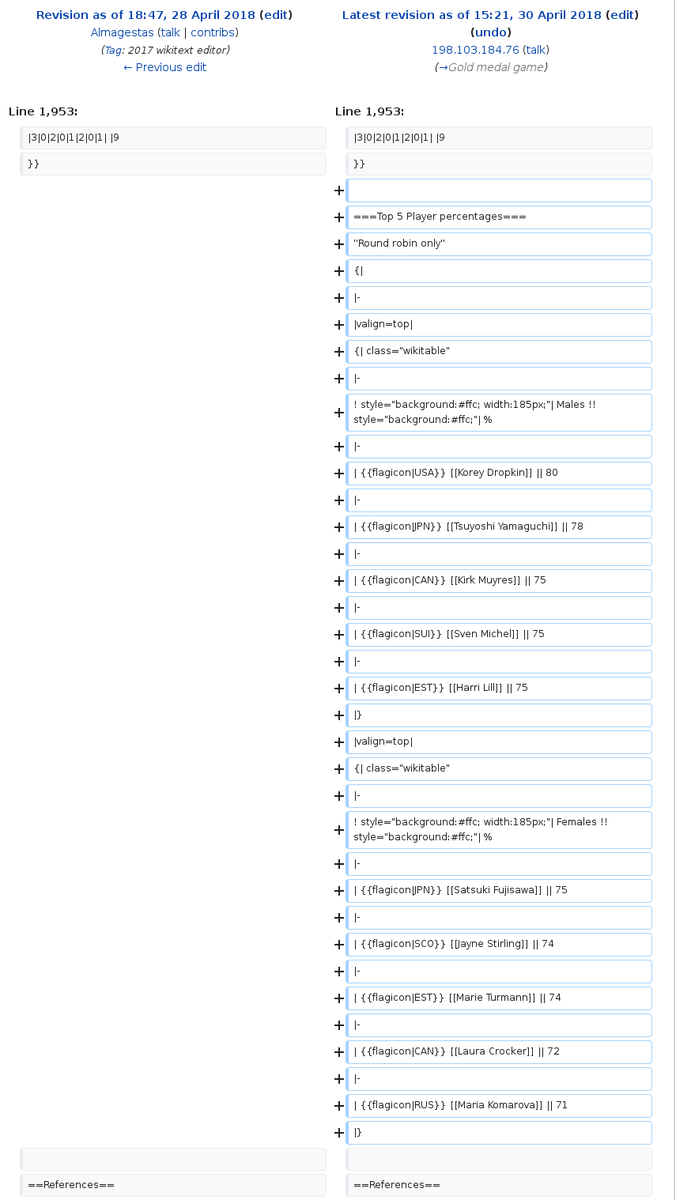 Revision as of 18:47, 28 April 2018 (edit)
Almagestas (talk | contribs)
(Tag: 2017 wikitext editor)
← Previous edit
Latest revision as of 15:21, 30 April 2018 (edit)
(undo)
198.103.184.76 (talk)
(→Gold medal game)
Line 1,953:
Line 1,953:
|3|0|2|0|1|2|0|1| |9
|3|0|2|0|1|2|0|1| |9
}}
}}
+
+ ===Top 5 Player percentages===
+ ''Round robin only''
+ {|
+ |-
+ |valign=top|
+ {| class="wikitable"
+ |-
+ ! style="background:#ffc; width:185px;"| Males !!
style="background:#ffc;"| %
+ |-
+ | {{flagicon|USA}} [[Korey Dropkin]] || 80
+ |-
+ | {{flagicon|JPN}} [[Tsuyoshi Yamaguchi]] || 78
+ |-
+ | {{flagicon|CAN}} [[Kirk Muyres]] || 75
+ |-
+ | {{flagicon|SUI}} [[Sven Michel]] || 75
+ |-
+ | {{flagicon|EST}} [[Harri Lill]] || 75
+ |}
+ |valign=top|
+ {| class="wikitable"
+ |-
+ ! style="background:#ffc; width:185px;"| Females !!
style="background:#ffc;"| %
+ |-
+ | {{flagicon|JPN}} [[Satsuki Fujisawa]] || 75
+ |-
+ | {{flagicon|SCO}} [[Jayne Stirling]] || 74
+ |-
+ | {{flagicon|EST}} [[Marie Turmann]] || 74
+ |-
+ | {{flagicon|CAN}} [[Laura Crocker]] || 72
+ |-
+ | {{flagicon|RUS}} [[Maria Komarova]] || 71
+ |}
==References==
==References==